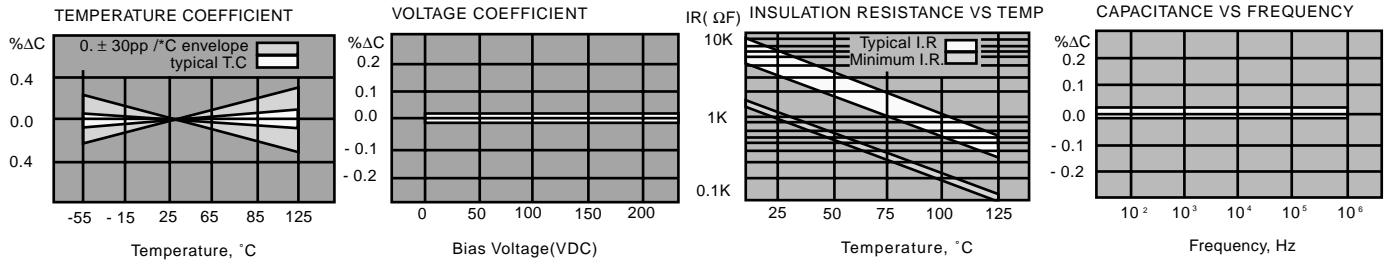 TEMPERATURE COEFFICIENT
%ΔC
0. ± 30pp /°C envelope
typical T.C
0.4
0.0
0.4
-55 - 15 25 65 85 125
Temperature, °C
VOLTAGE COEFFICIENT
%ΔC
0.2
0.1
0.0
- 0.1
- 0.2
0 50 100 150 200
Bias Voltage(VDC)
IR( ΩF) INSULATION RESISTANCE VS TEMP
10K
Typical I.R
Minimum I.R.
1K
0.1K
25 50 75 100 125
Temperature, °C
CAPACITANCE VS FREQUENCY
%ΔC
0.2
0.1
0.0
- 0.1
- 0.2
10² 10³ 10⁴ 10⁵ 10⁶
Frequency, Hz